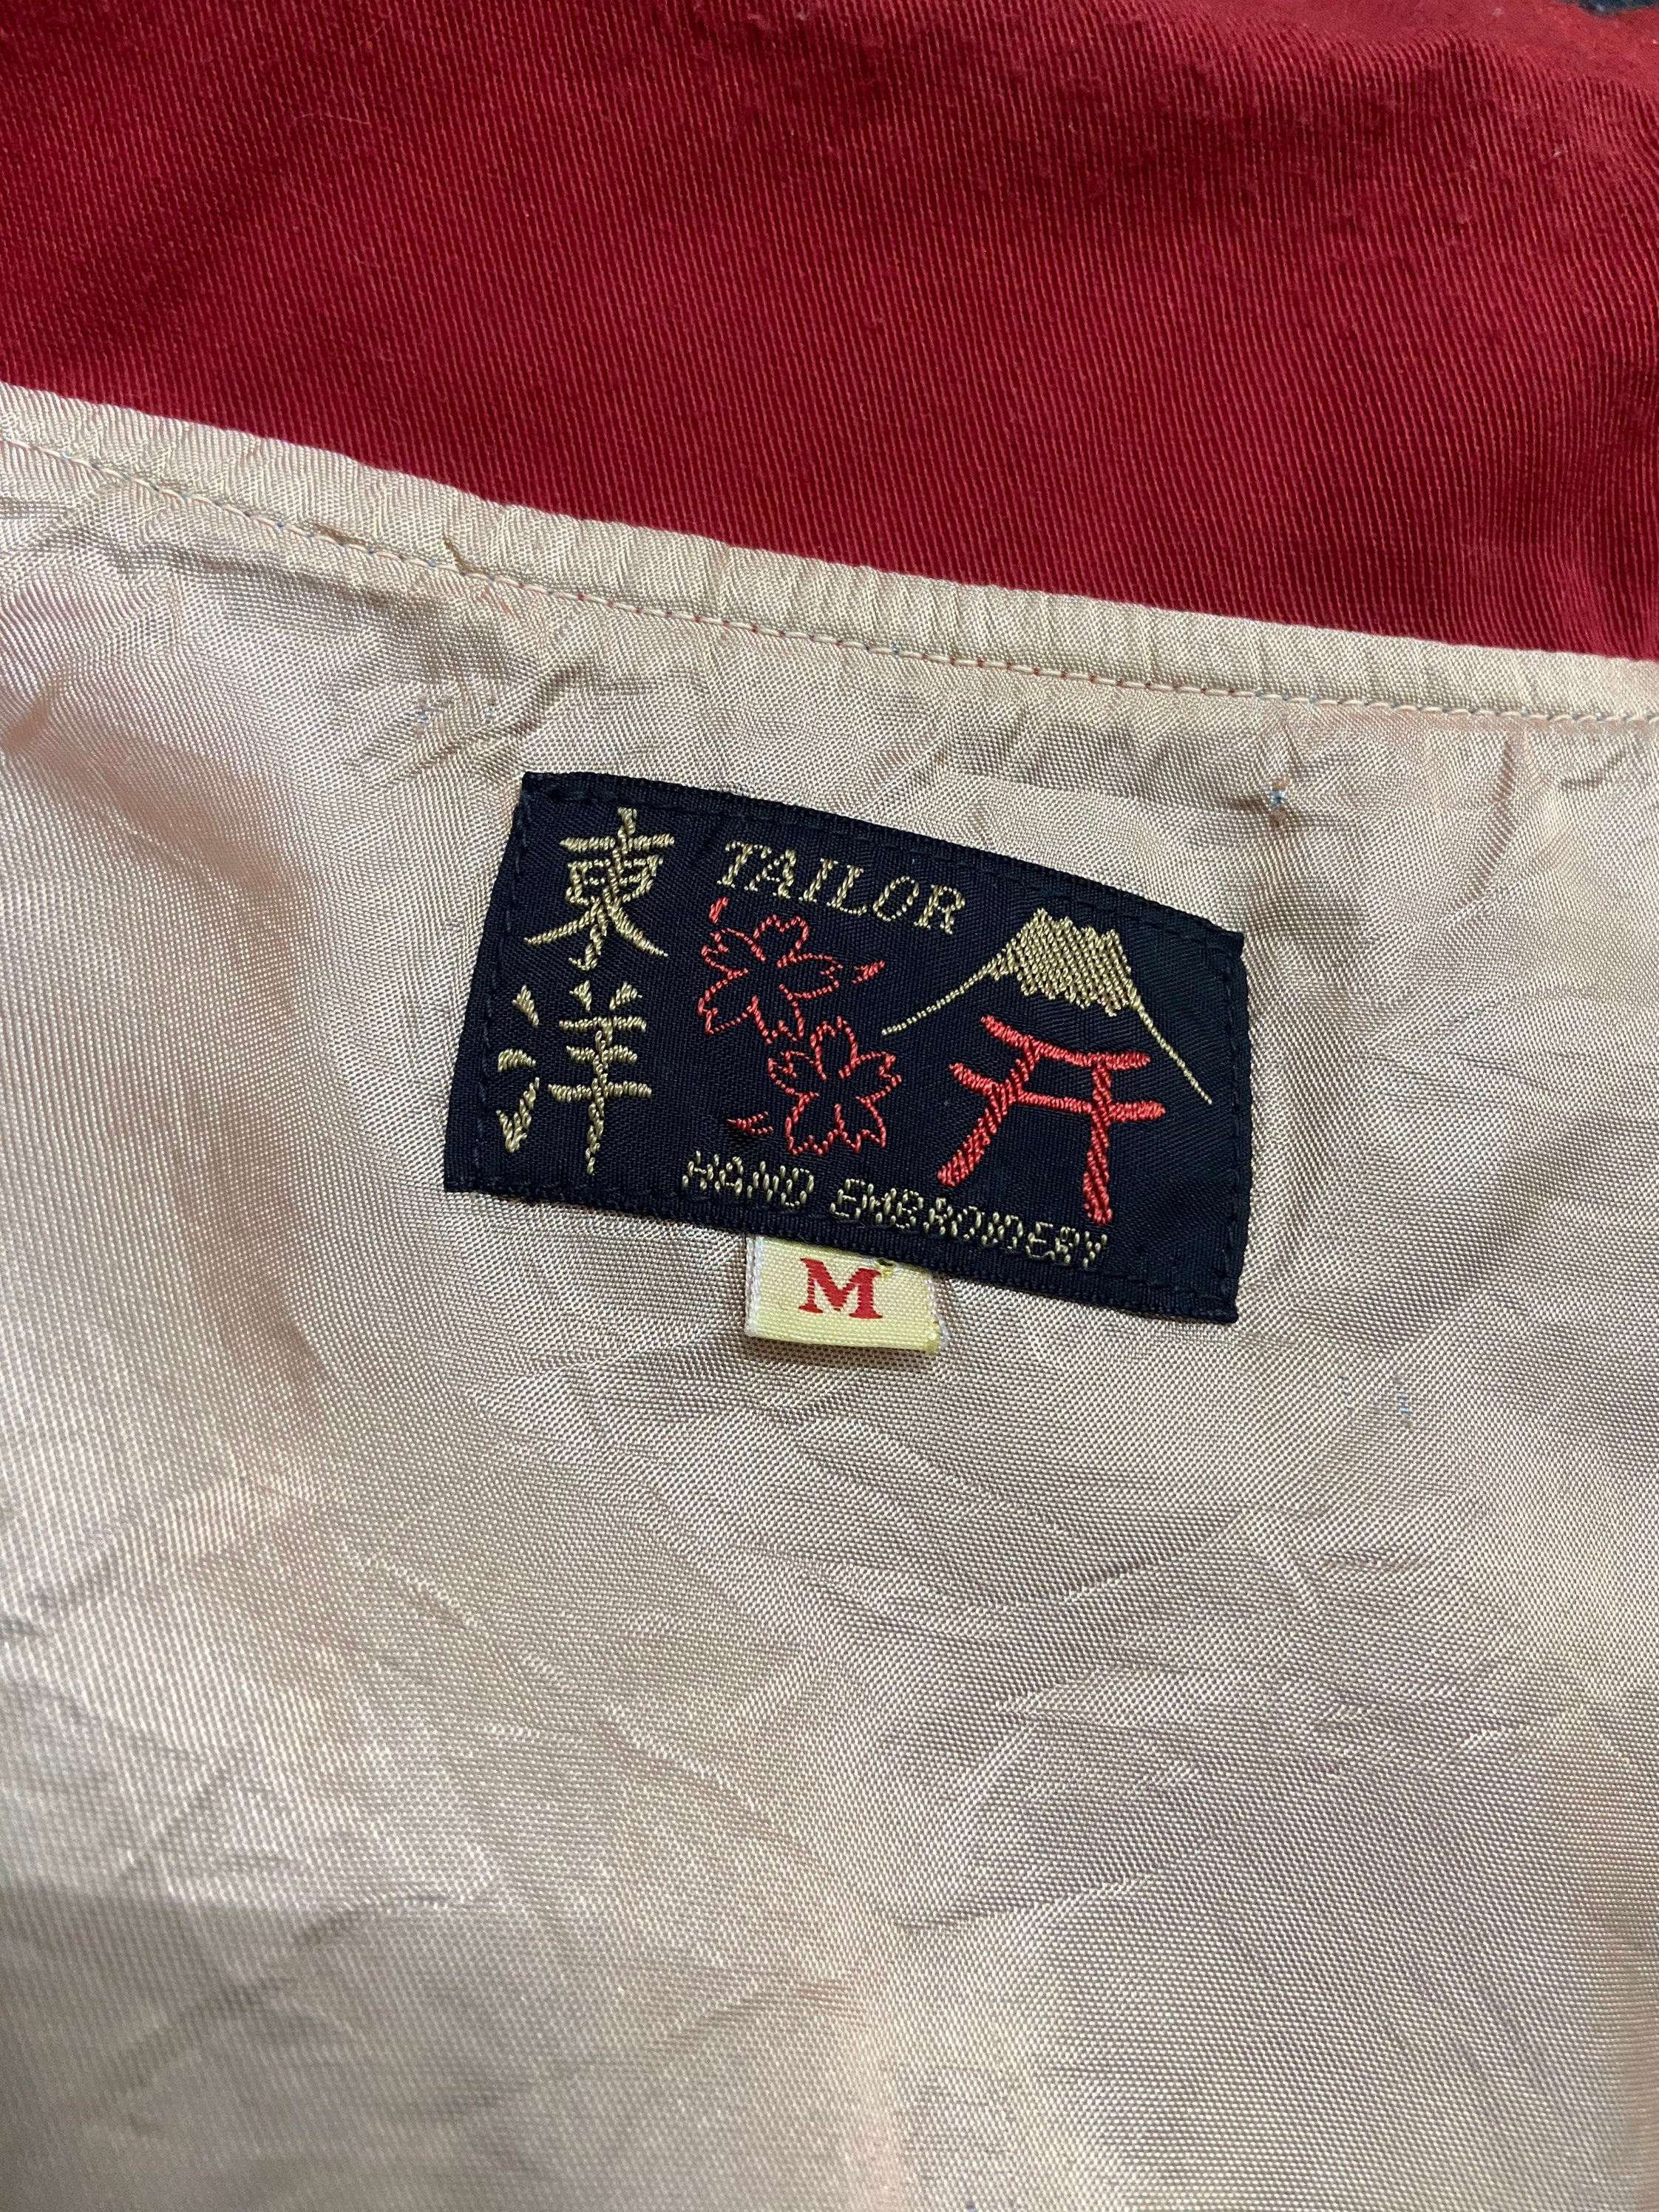 東洋
TAILOR
HAND EMBROIDERY
M